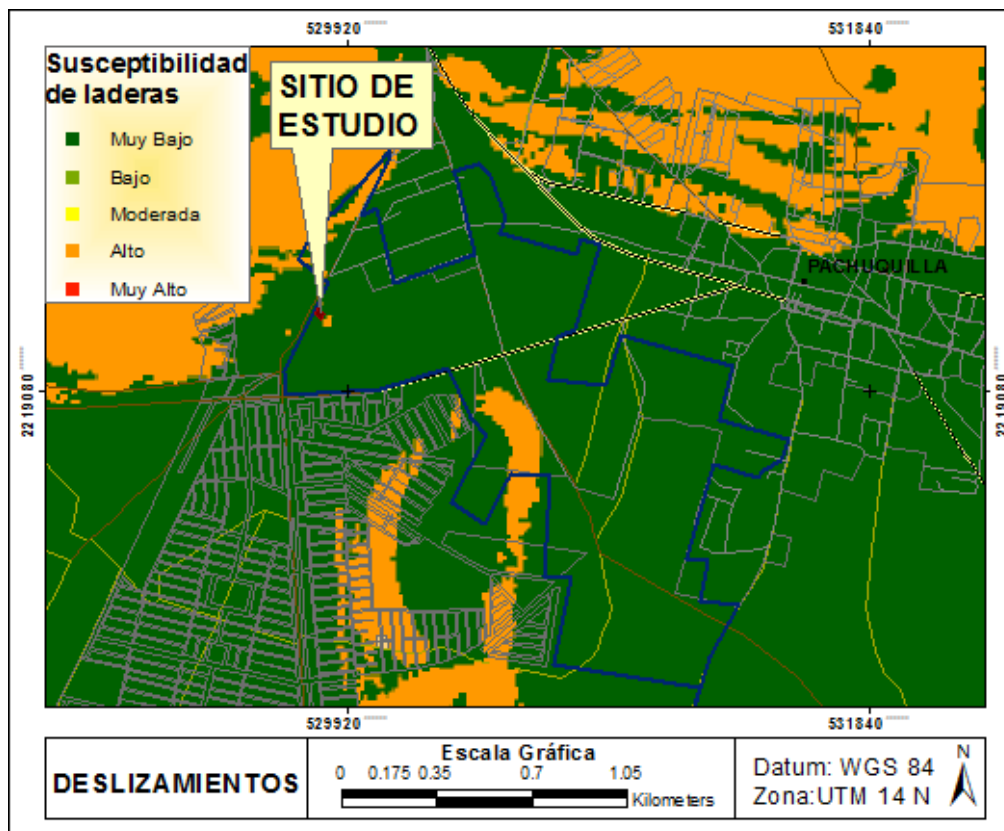 529920
531840
Susceptibilidad
de laderas
Muy Bajo
Bajo
Moderada
Alto
Muy Alto
SITIO DE
ESTUDIO
PACHUQUILLA
2219080
2219080
529920
531840
DESLIZAMIENTOS
Escala Gráfica
0 0.175 0.35 0.7 1.05
Kilometers
Datum: WGS 84
Zona:UTM 14 N
N